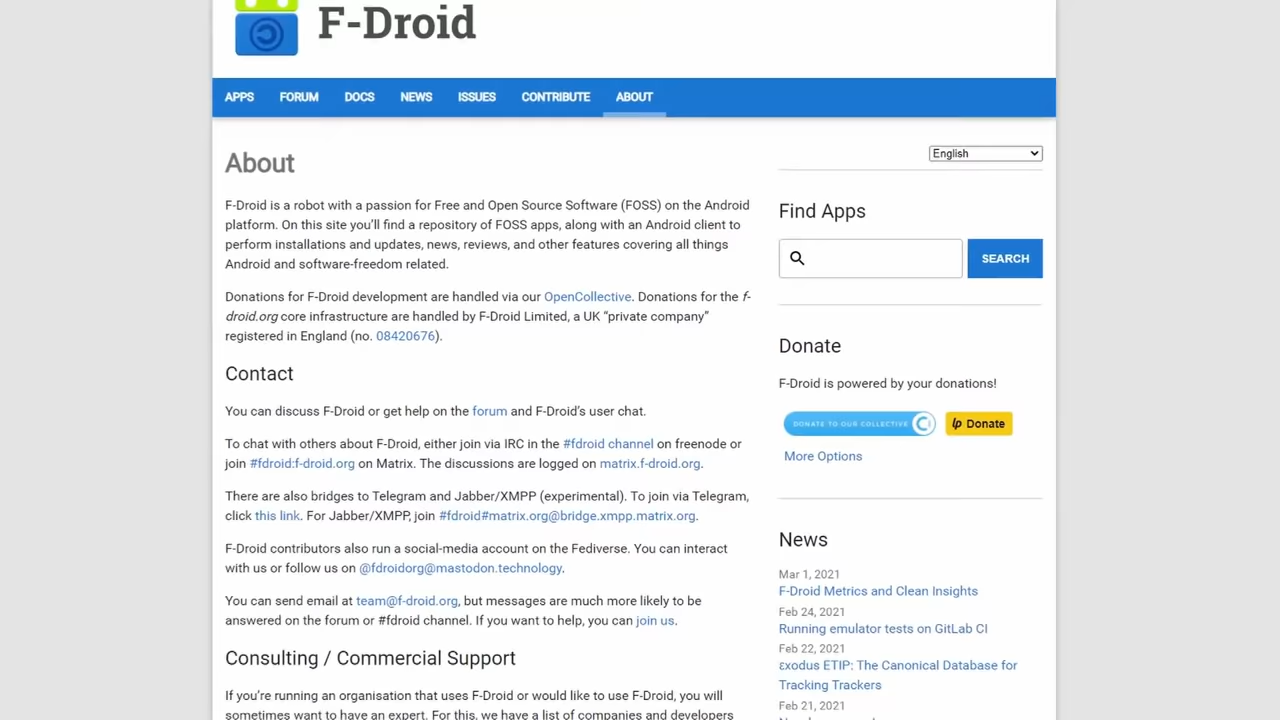 F-Droid
APPS FORUM DOCS NEWS ISSUES CONTRIBUTE ABOUT
About
F-Droid is a robot with a passion for Free and Open Source Software (FOSS) on the Android
platform. On this site you’ll find a repository of FOSS apps, along with an Android client to
perform installations and updates, news, reviews, and other features covering all things
Android and software-freedom related.
Donations for F-Droid development are handled via our OpenCollective. Donations for the f-
droid.org core infrastructure are handled by F-Droid Limited, a UK “private company”
registered in England (no. 08420676).
Contact
You can discuss F-Droid or get help on the forum and F-Droid’s user chat.
To chat with others about F-Droid, either join via IRC in the #fdroid channel on freenode or
join #fdroid:f-droid.org on Matrix. The discussions are logged on matrix.f-droid.org.
There are also bridges to Telegram and Jabber/XMPP (experimental). To join via Telegram,
click this link. For Jabber/XMPP, join #fdroid#matrix.org@bridge.xmpp.matrix.org.
F-Droid contributors also run a social-media account on the Fediverse. You can interact
with us or follow us on @fdroidorg@mastodon.technology.
You can send email at team@f-droid.org, but messages are much more likely to be
answered on the forum or #fdroid channel. If you want to help, you can join us.
Consulting / Commercial Support
If you’re running an organisation that uses F-Droid or would like to use F-Droid, you will
sometimes want to have an expert. For this, we have a list of companies and developers
English
Find Apps
SEARCH
Donate
F-Droid is powered by your donations!
DONATE TO OUR COLLECTIVE
lp Donate
More Options
News
Mar 1, 2021
F-Droid Metrics and Clean Insights
Feb 24, 2021
Running emulator tests on GitLab CI
Feb 22, 2021
εxodus ETIP: The Canonical Database for
Tracking Trackers
Feb 21, 2021